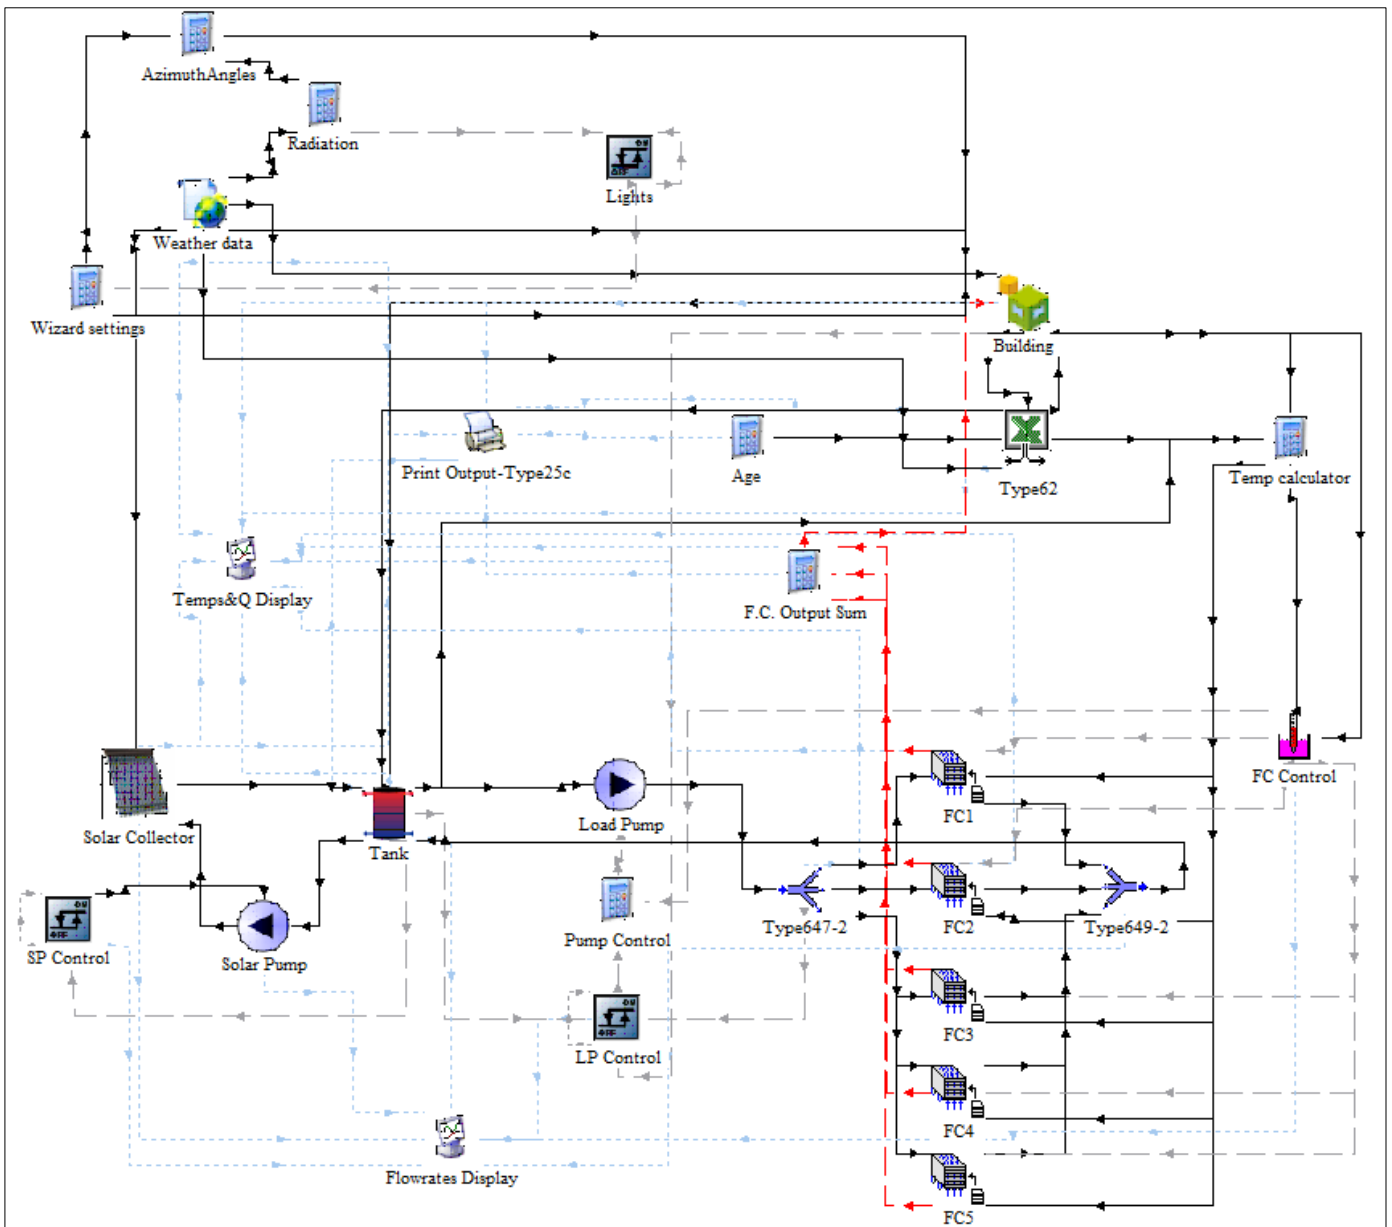 AzimuthAngles
Radiation
Lights
Weather data
Wizard settings
Building
Print Output-Type25c
Age
Type62
Temp calculator
Temps&Q Display
F.C. Output Sum
FC Control
Solar Collector
Tank
Load Pump
FC1
SP Control
Solar Pump
Pump Control
Type647-2
FC2
Type649-2
LP Control
FC3
FC4
Flowrates Display
FC5